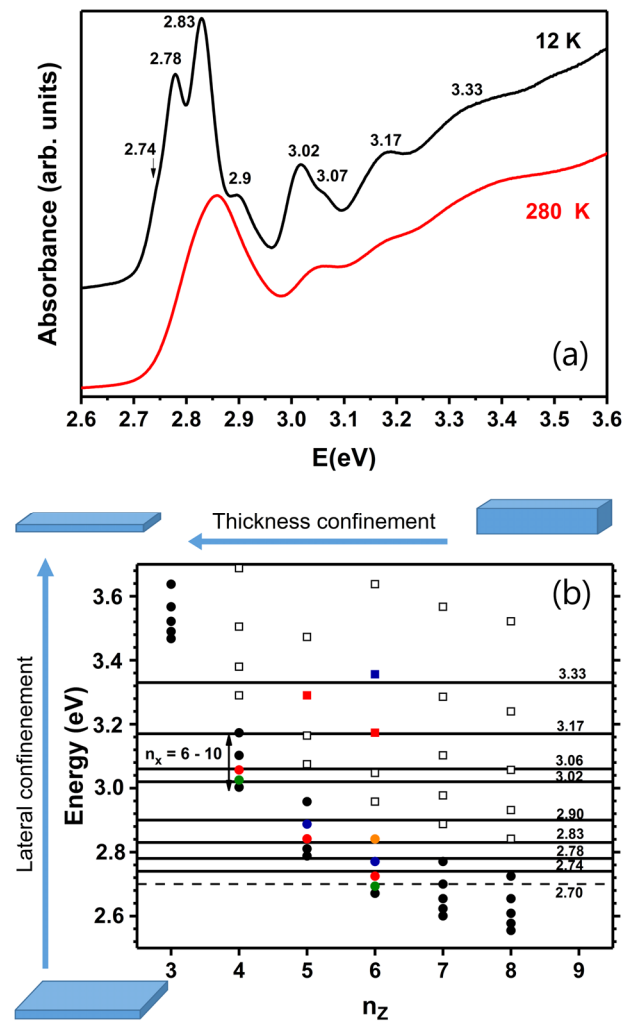 2.83
12 K
2.78
3.33
2.74
3.17
3.02
3.07
2.9
280 K
Absorbance (arb. units)
(a)
2.6 2.7 2.8 2.9 3.0 3.1 3.2 3.3 3.4 3.5 3.6
E(eV)
Thickness confinement
Lateral confinenement
(b)
3.6
3.33
3.4
3.17
3.2
nx = 6 - 10
3.06
3.0
3.02
2.90
2.83
2.8
2.78
2.74
2.70
2.6
Energy (eV)
3 4 5 6 7 8 9
nZ